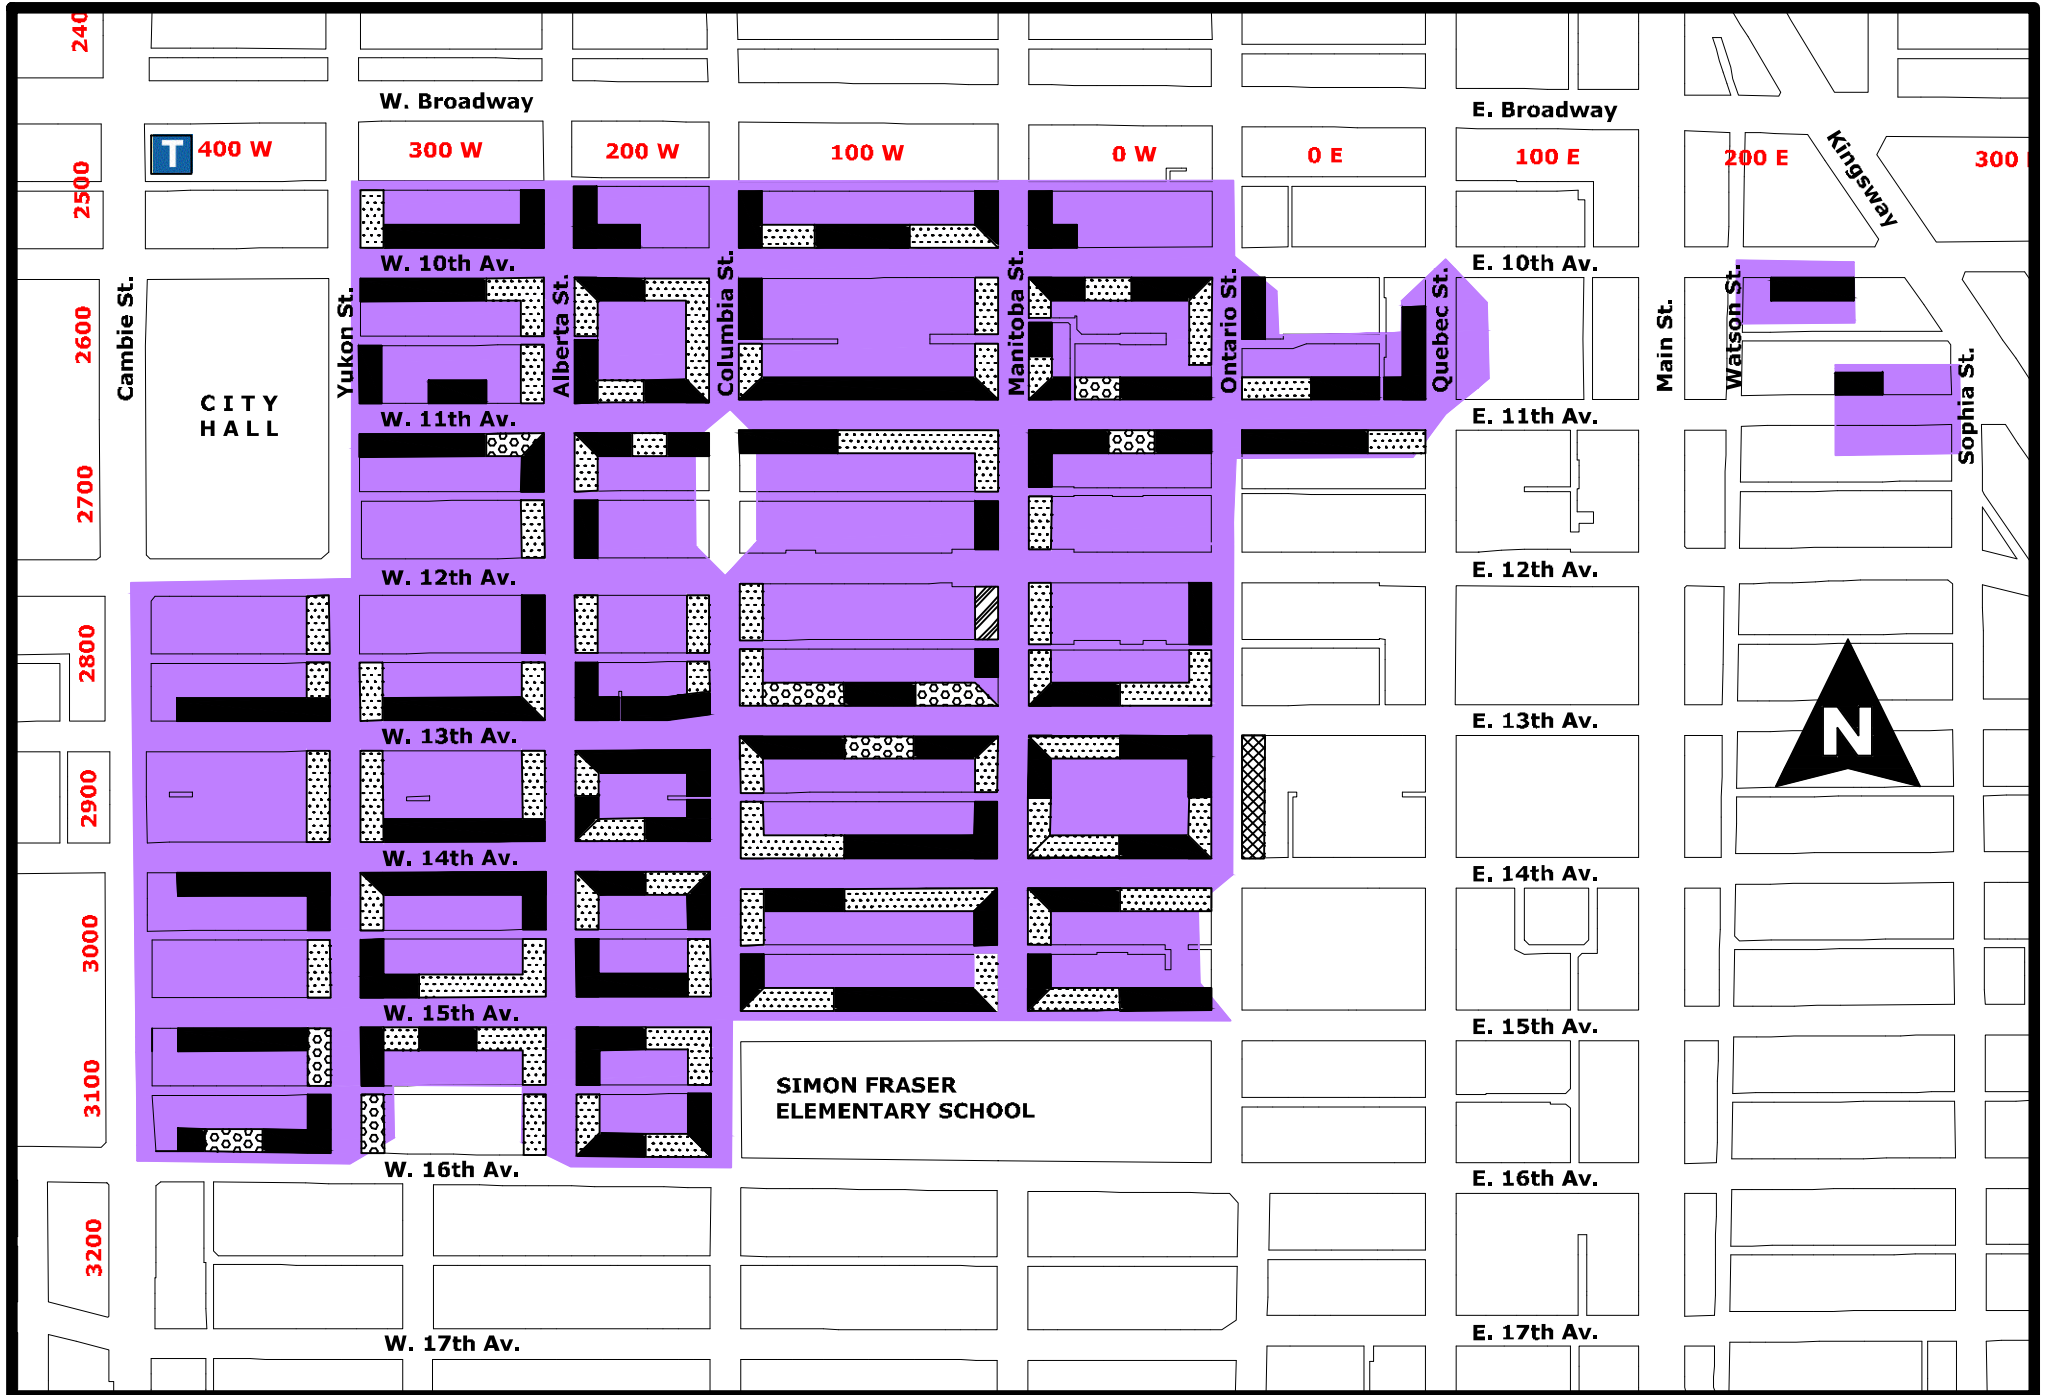 240
W. Broadway
E. Broadway
T
400 W
300 W
200 W
100 W
0 W
0 E
100 E
200 E
300
Kingsway
2500
W. 10th Av.
E. 10th Av.
Cambie St.
Yukon St.
Alberta St.
Columbia St.
Manitoba St.
Ontario St.
Quebec St.
Main St.
Watson St.
Sophia St.
2600
CITY
HALL
W. 11th Av.
E. 11th Av.
2700
W. 12th Av.
E. 12th Av.
2800
W. 13th Av.
E. 13th Av.
N
2900
W. 14th Av.
E. 14th Av.
3000
W. 15th Av.
E. 15th Av.
3100
SIMON FRASER
ELEMENTARY SCHOOL
W. 16th Av.
E. 16th Av.
3200
W. 17th Av.
E. 17th Av.